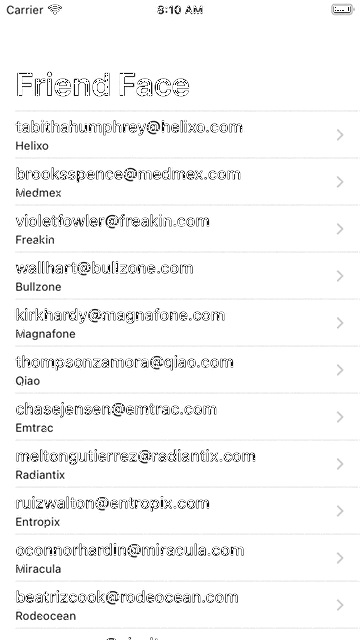 Carrier 5:10 AM
Friend Face
tabithahumphrey@helixo.com
Helixo
brooksspence@medmex.com
Medmex
violetfowler@freakin.com
Freakin
wallhart@bullzone.com
Bullzone
kirkhardy@magnafone.com
Magnafone
thompsonzamora@qiao.com
Qiao
chasejensen@emtrac.com
Emtrac
meltongutierrez@radiantix.com
Radiantix
ruizwalton@entropix.com
Entropix
oconnorhardin@miracula.com
Miracula
beatrizcook@rodeocean.com
Rodeocean